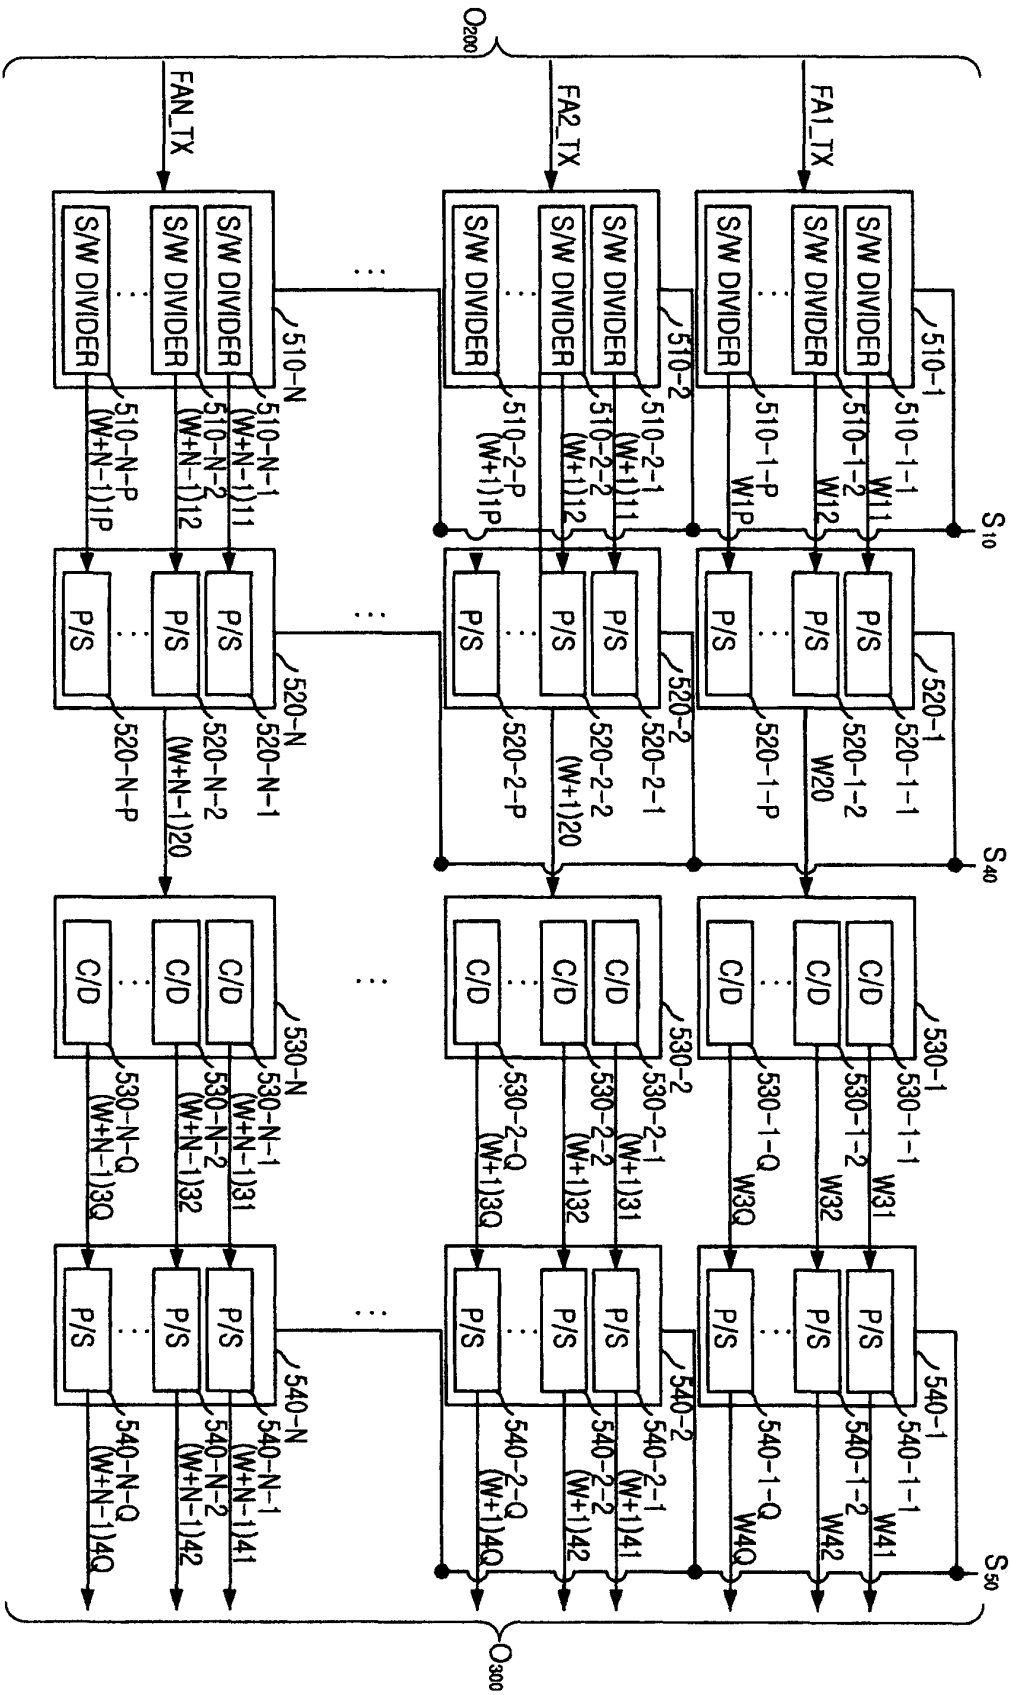 O200
FA1_TX
FA2_TX
FAN_TX
S10
S40
S50
510-1
S/W DIVIDER
510-1-1
W11
S/W DIVIDER
510-1-2
W12
...
S/W DIVIDER
510-1-P
W1P
520-1
P/S
520-1-1
P/S
520-1-2
...
P/S
520-1-P
W20
530-1
C/D
530-1-1
W31
C/D
530-1-2
W32
...
C/D
530-1-Q
W3Q
540-1
P/S
540-1-1
W41
P/S
540-1-2
W42
...
P/S
540-1-Q
W4Q
510-2
S/W DIVIDER
510-2-1
(W+1)11
S/W DIVIDER
510-2-2
(W+1)12
...
S/W DIVIDER
510-2-P
(W+1)1P
520-2
P/S
520-2-1
P/S
520-2-2
...
P/S
520-2-P
(W+1)20
530-2
C/D
530-2-1
(W+1)31
C/D
530-2-2
(W+1)32
...
C/D
530-2-Q
(W+1)3Q
540-2
P/S
540-2-1
(W+1)41
P/S
540-2-2
(W+1)42
...
P/S
540-2-Q
(W+1)4Q
...
...
...
...
510-N
S/W DIVIDER
510-N-1
(W+N-1)11
S/W DIVIDER
510-N-2
(W+N-1)12
...
S/W DIVIDER
510-N-P
(W+N-1)1P
520-N
P/S
520-N-1
P/S
520-N-2
...
P/S
520-N-P
(W+N-1)20
530-N
C/D
530-N-1
(W+N-1)31
C/D
530-N-2
(W+N-1)32
...
C/D
530-N-Q
(W+N-1)3Q
540-N
P/S
540-N-1
(W+N-1)41
P/S
540-N-2
(W+N-1)42
...
P/S
540-N-Q
(W+N-1)4Q
O300